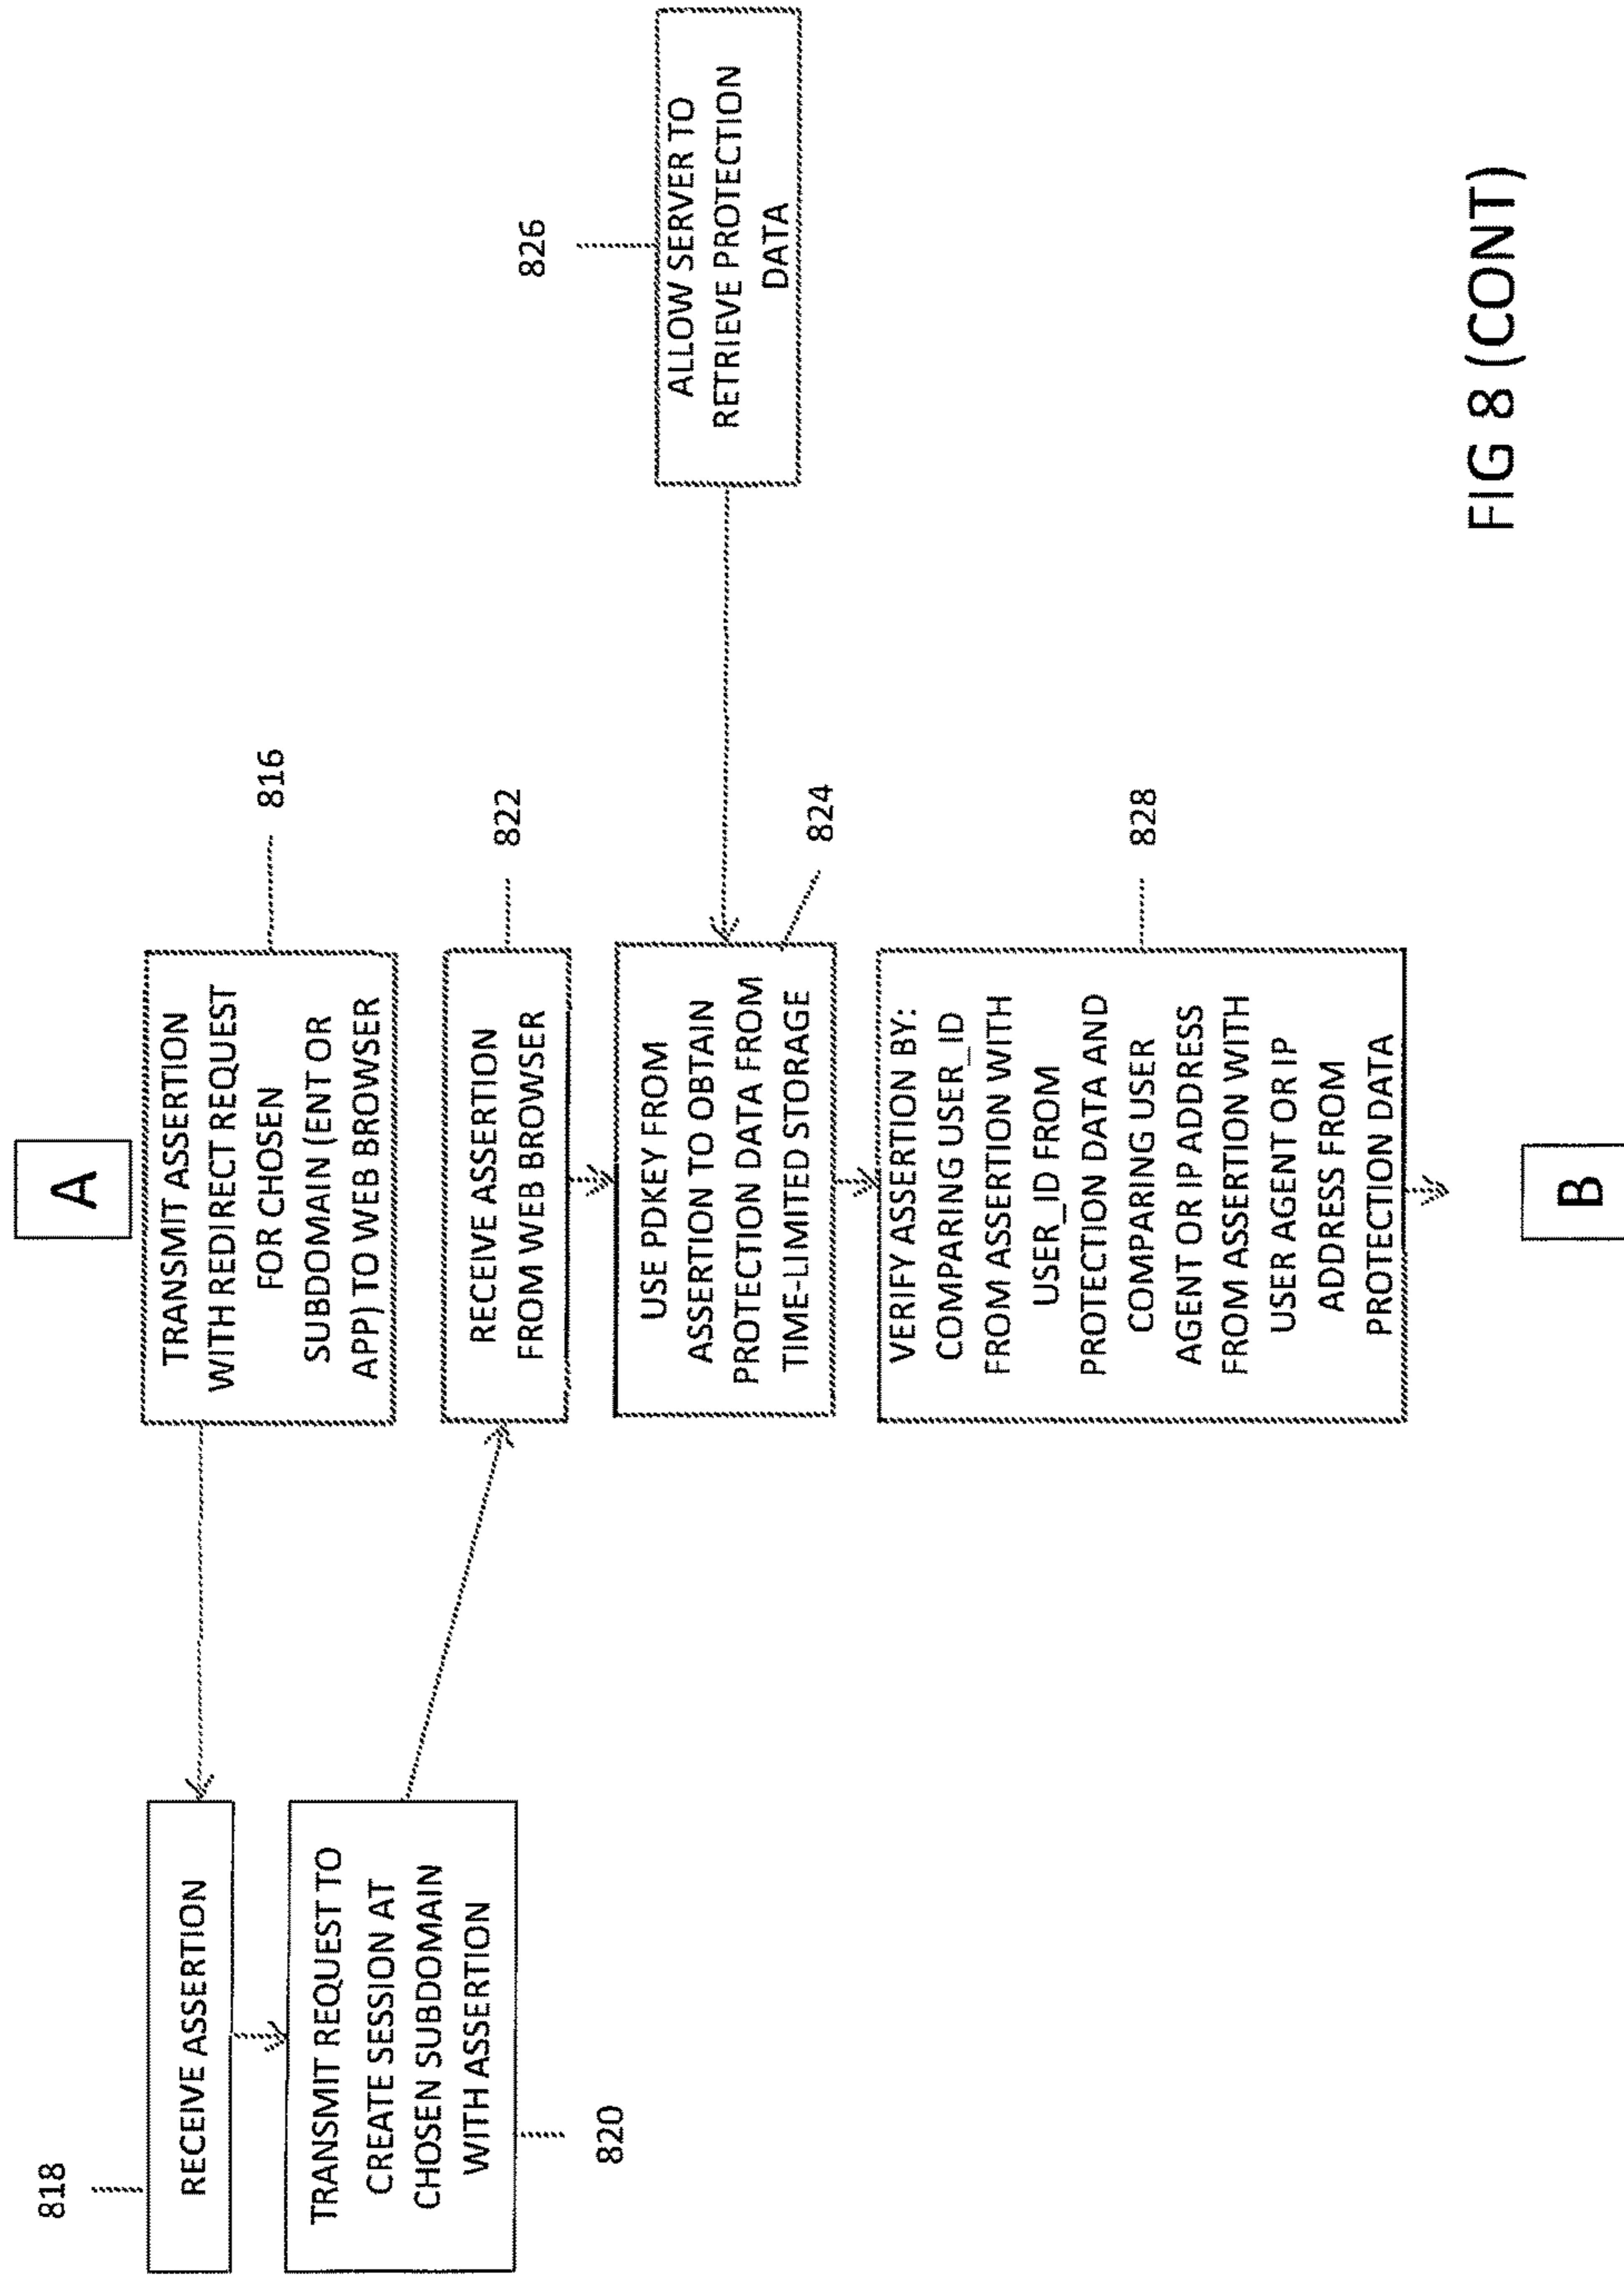 A
TRANSMIT ASSERTION
WITH REDIRECT REQUEST
FOR CHOSEN
SUBDOMAIN (ENT OR
APP) TO WEB BROWSER
816
818
RECEIVE ASSERTION
TRANSMIT REQUEST TO
CREATE SESSION AT
CHOSEN SUBDOMAIN
WITH ASSERTION
820
822
RECEIVE ASSERTION
FROM WEB BROWSER
USE PDKEY FROM
ASSERTION TO OBTAIN
PROTECTION DATA FROM
TIME-LIMITED STORAGE
824
826
ALLOW SERVER TO
RETRIEVE PROTECTION
DATA
828
VERIFY ASSERTION BY:
COMPARING USER_ID
FROM ASSERTION WITH
USER_ID FROM
PROTECTION DATA AND
COMPARING USER
AGENT OR IP ADDRESS
FROM ASSERTION WITH
USER AGENT OR IP
ADDRESS FROM
PROTECTION DATA
B
FIG 8 (CONT)